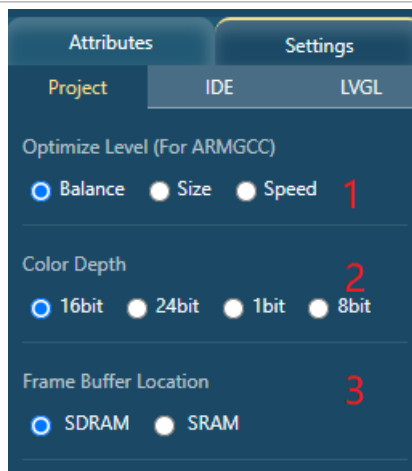 Attributes Settings
Project IDE LVGL
Optimize Level (For ARMGCC)
Balance Size Speed 1
Color Depth 2
16bit 24bit 1bit 8bit
Frame Buffer Location 3
SDRAM SRAM